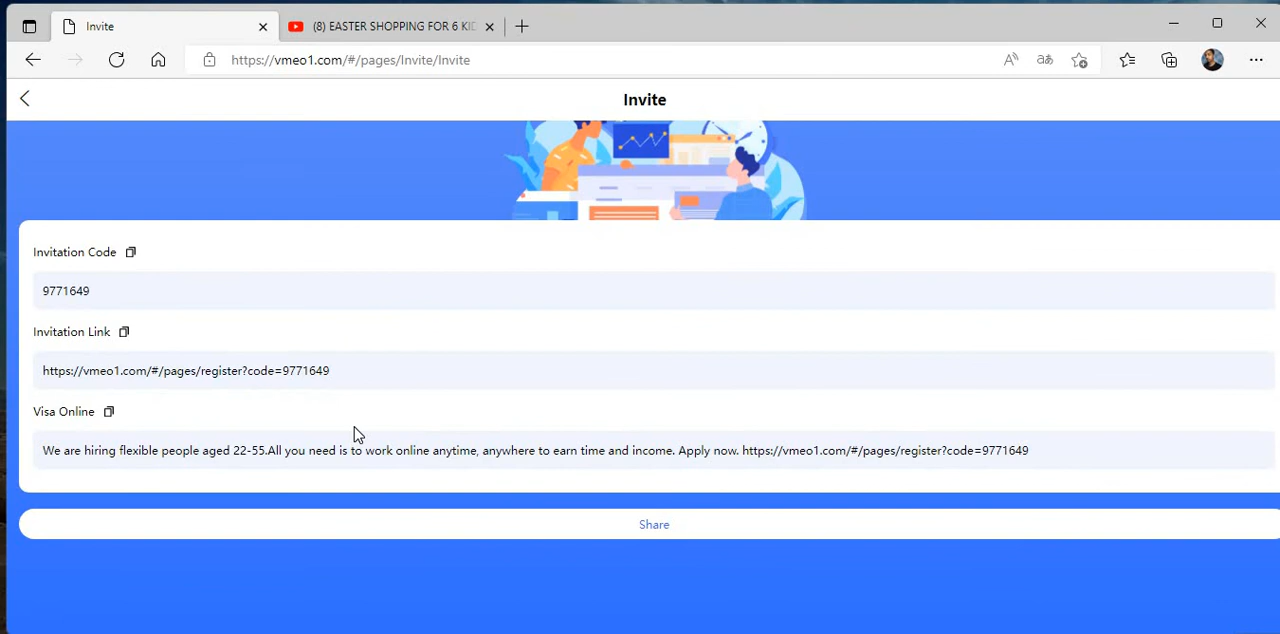 Invite
(8) EASTER SHOPPING FOR 6 KID
https://vmeo1.com/#/pages/Invite/Invite
Invite
Invitation Code
9771649
Invitation Link
https://vmeo1.com/#/pages/register?code=9771649
Visa Online
We are hiring flexible people aged 22-55.All you need is to work online anytime, anywhere to earn time and income. Apply now. https://vmeo1.com/#/pages/register?code=9771649
Share